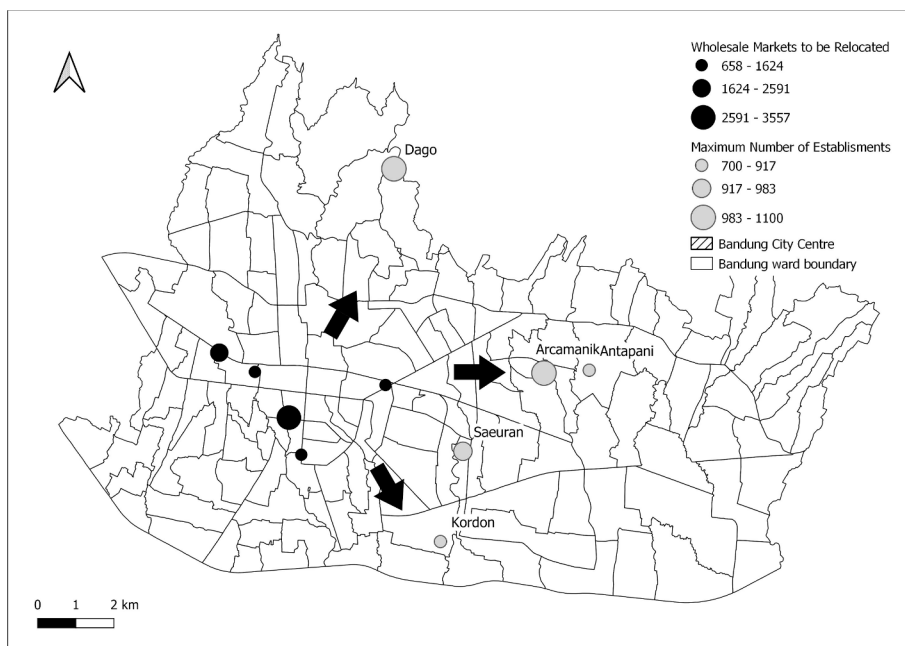 Wholesale Markets to be Relocated
658 - 1624
1624 - 2591
2591 - 3557
Maximum Number of Establisments
700 - 917
917 - 983
983 - 1100
Bandung City Centre
Bandung ward boundary
Dago
Arcamanik
Antapani
Saeuran
Kordon
0 1 2 km